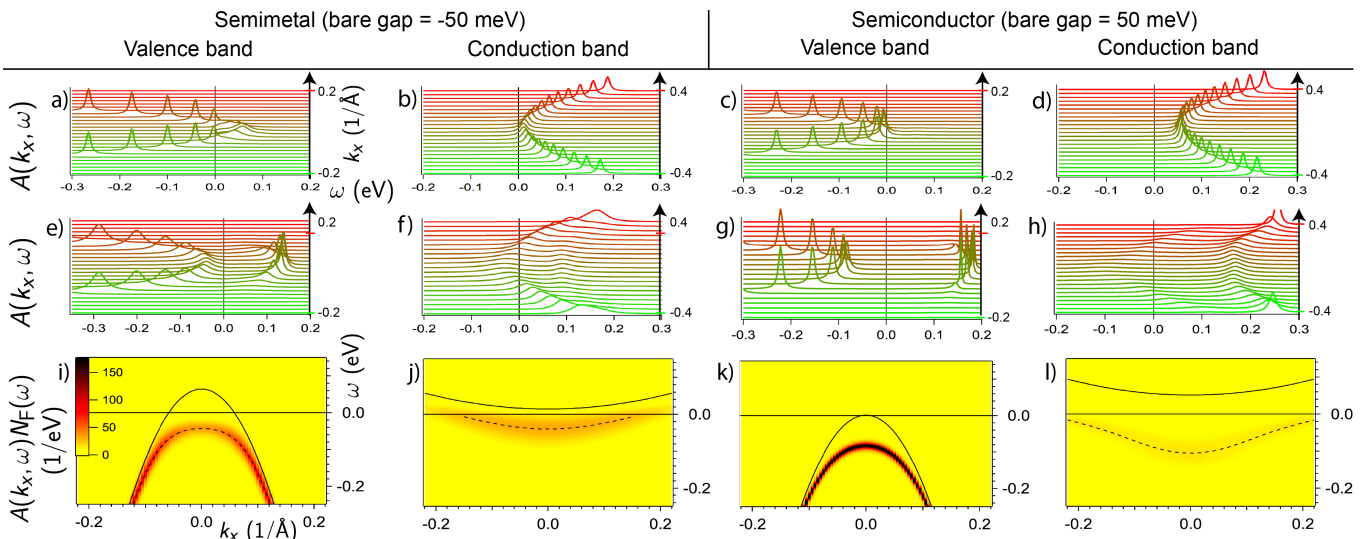 Semimetal (bare gap = -50 meV) Semiconductor (bare gap = 50 meV)
Valence band Conduction band Valence band Conduction band
a) b) c) d)
A(kₓ, ω)
0.2 0.4 0.2 0.4
kₓ (1/Å)
-0.2 -0.4 -0.2 -0.4
-0.3 -0.2 -0.1 0.0 0.1 0.2 -0.2 -0.1 0.0 0.1 0.2 0.3 -0.3 -0.2 -0.1 0.0 0.1 0.2 -0.2 -0.1 0.0 0.1 0.2 0.3
ω (eV)
e) f) g) h)
A(kₓ, ω)
0.2 0.4 0.2 0.4
-0.2 -0.4 -0.2 -0.4
-0.3 -0.2 -0.1 0.0 0.1 0.2 -0.2 -0.1 0.0 0.1 0.2 0.3 -0.3 -0.2 -0.1 0.0 0.1 0.2 -0.2 -0.1 0.0 0.1 0.2 0.3
i) j) k) l)
A(kₓ, ω)N_F(ω)
(1/eV)
150
100
50
0
ω (eV)
0.0 0.0 0.0 0.0
-0.2 -0.2 -0.2 -0.2
-0.2 0.0 0.2 -0.2 0.0 0.2 -0.2 0.0 0.2 -0.2 0.0 0.2
kₓ (1/Å)